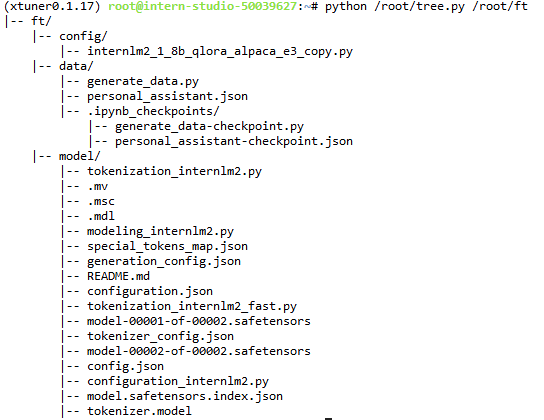 (xtuner0.1.17) root@intern-studio-50039627:~# python /root/tree.py /root/ft
|-- ft/
    |-- config/
        |-- internlm2_1_8b_qlora_alpaca_e3_copy.py
    |-- data/
        |-- generate_data.py
        |-- personal_assistant.json
        |-- .ipynb_checkpoints/
            |-- generate_data-checkpoint.py
            |-- personal_assistant-checkpoint.json
    |-- model/
        |-- tokenization_internlm2.py
        |-- .mv
        |-- .msc
        |-- .mdl
        |-- modeling_internlm2.py
        |-- special_tokens_map.json
        |-- generation_config.json
        |-- README.md
        |-- configuration.json
        |-- tokenization_internlm2_fast.py
        |-- model-00001-of-00002.safetensors
        |-- tokenizer_config.json
        |-- model-00002-of-00002.safetensors
        |-- config.json
        |-- configuration_internlm2.py
        |-- model.safetensors.index.json
        |-- tokenizer.model